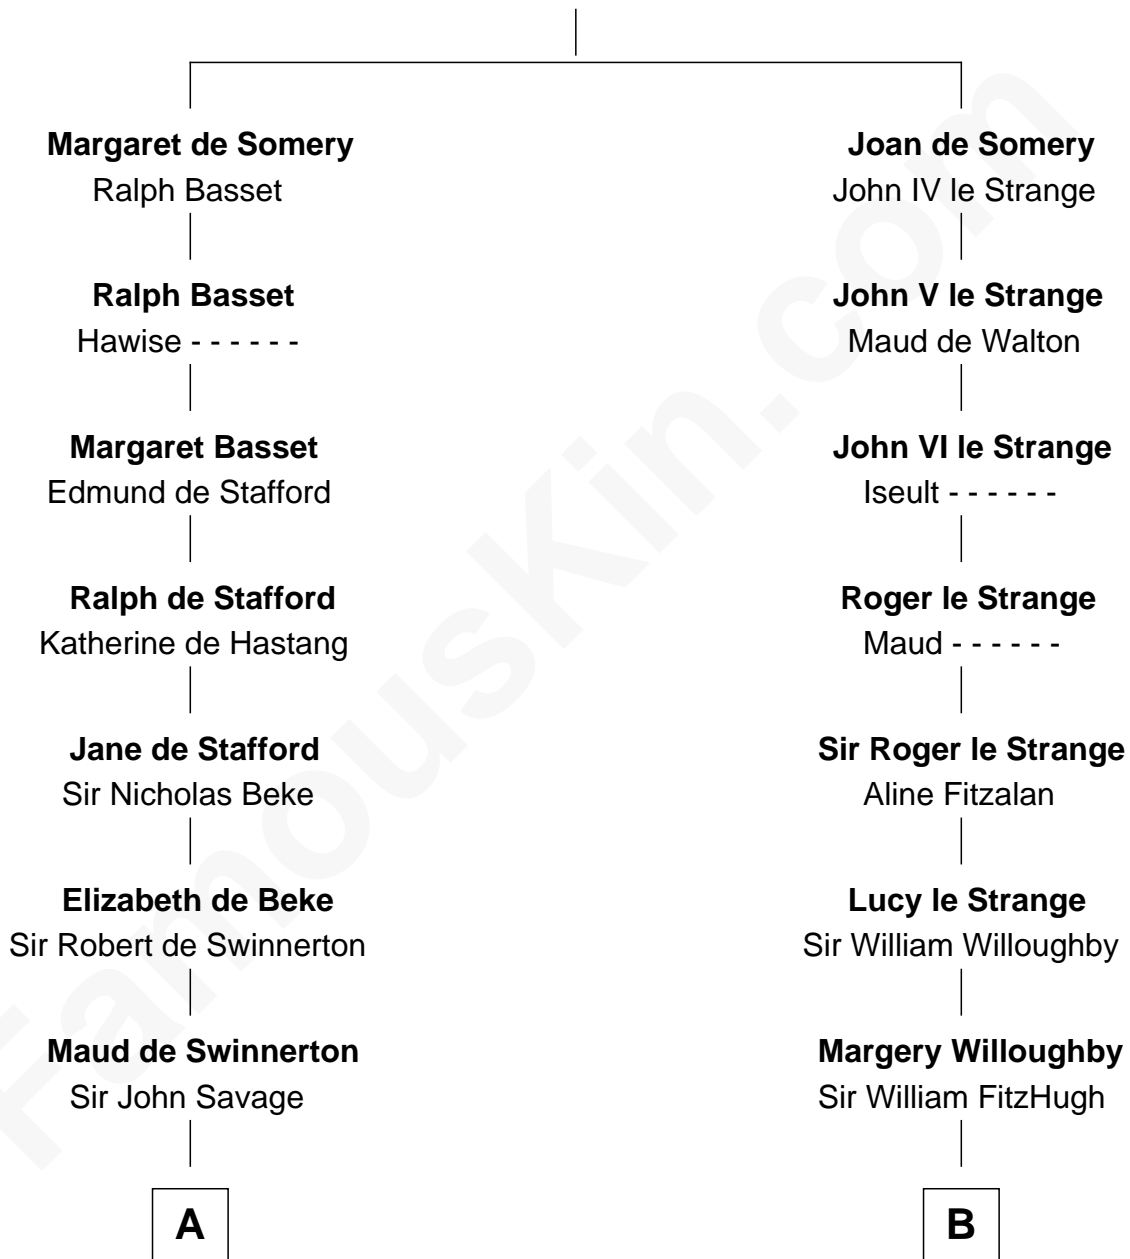 Margaret de Somery
Ralph Basset
Ralph Basset
Hawise - - - - - -
Margaret Basset
Edmund de Stafford
Ralph de Stafford
Katherine de Hastang
Jane de Stafford
Sir Nicholas Beke
Elizabeth de Beke
Sir Robert de Swinnerton
Maud de Swinnerton
Sir John Savage
A
Joan de Somery
John IV le Strange
John V le Strange
Maud de Walton
John VI le Strange
Iseult - - - - - -
Roger le Strange
Maud - - - - - -
Sir Roger le Strange
Aline Fitzalan
Lucy le Strange
Sir William Willoughby
Margery Willoughby
Sir William FitzHugh
B
FamousKin.com